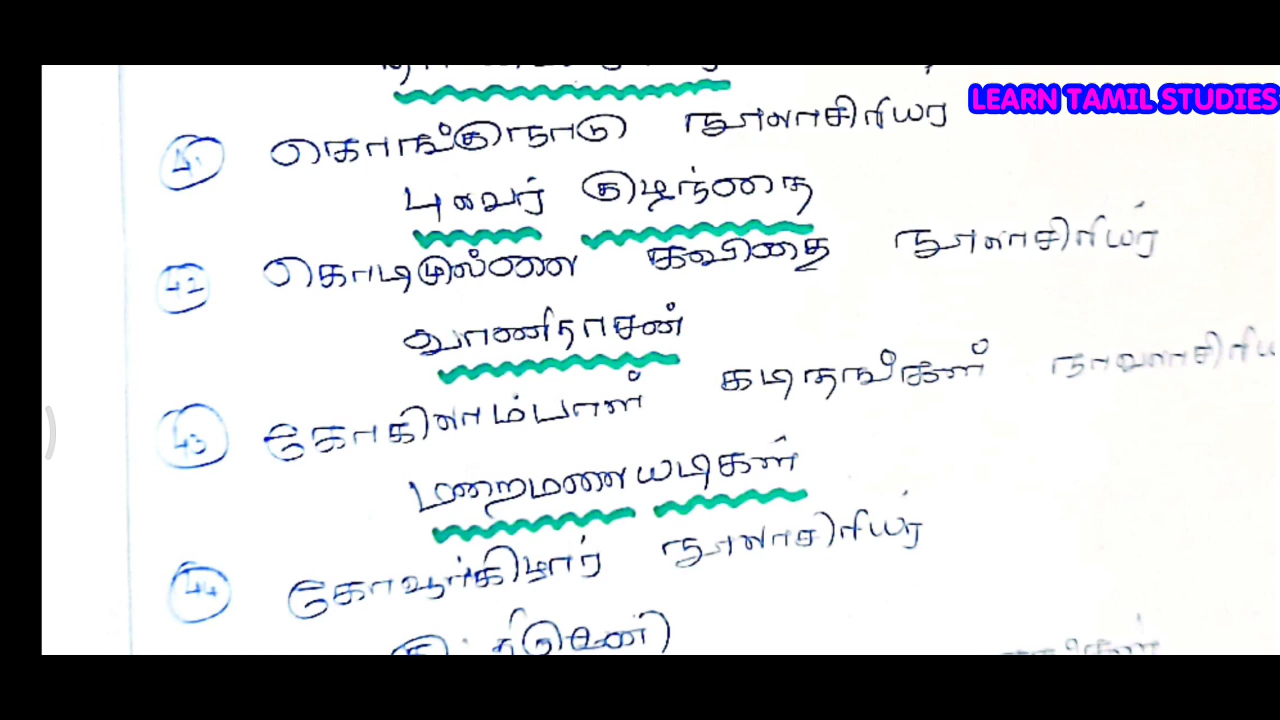 LEARN TAMIL STUDIES
41 கொங்குநாடு நூலாசிரியர்
புலவர் குழந்தை
42 கொடிமுல்லை கவிதை நூலாசிரியர்
வாணிதாசன்
43 கோகிலாம்பாள் கடிதங்கள்
மறைமலையடிகள்
44 கோவூர்கிழார் நூலாசிரியர்